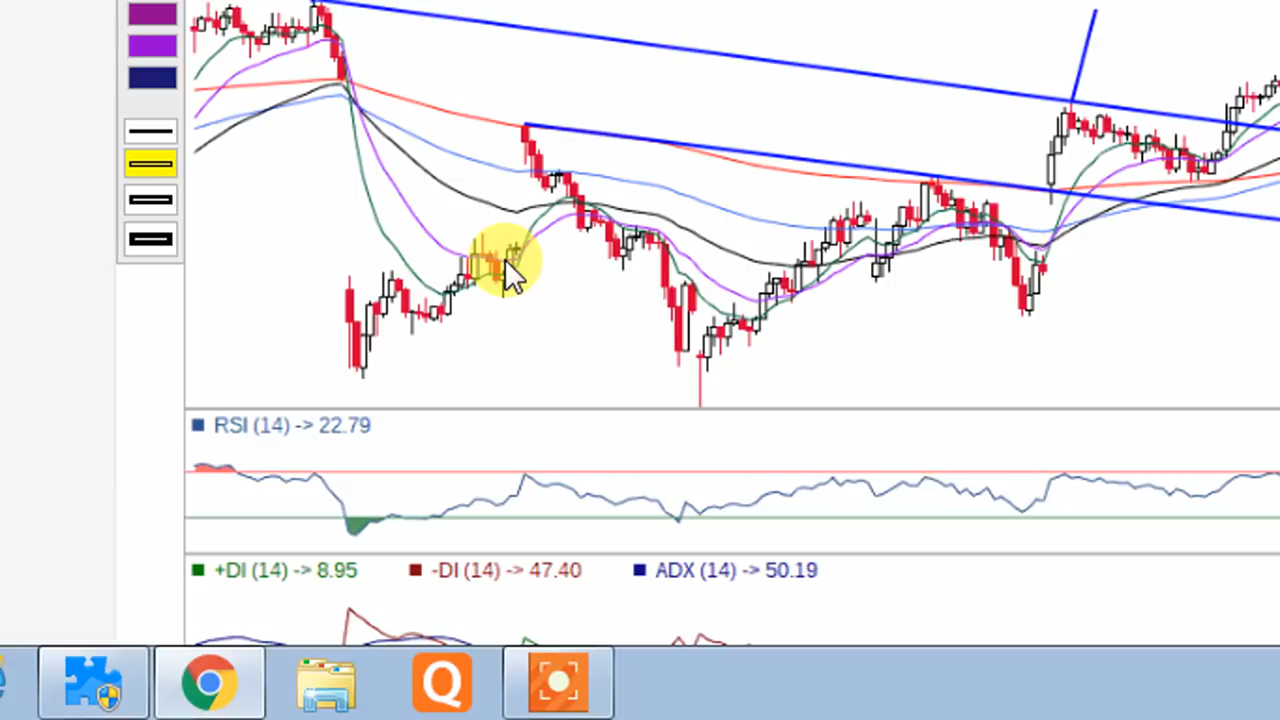 RSI (14) -> 22.79
+DI (14) -> 8.95 -DI (14) -> 47.40 ADX (14) -> 50.19
Q